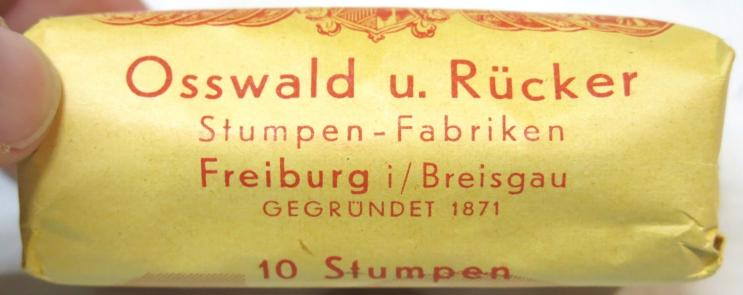 Osswald u. Rücker
Stumpen-Fabriken
Freiburg i/Breisgau
GEGRÜNDET 1871
10 Stumpen